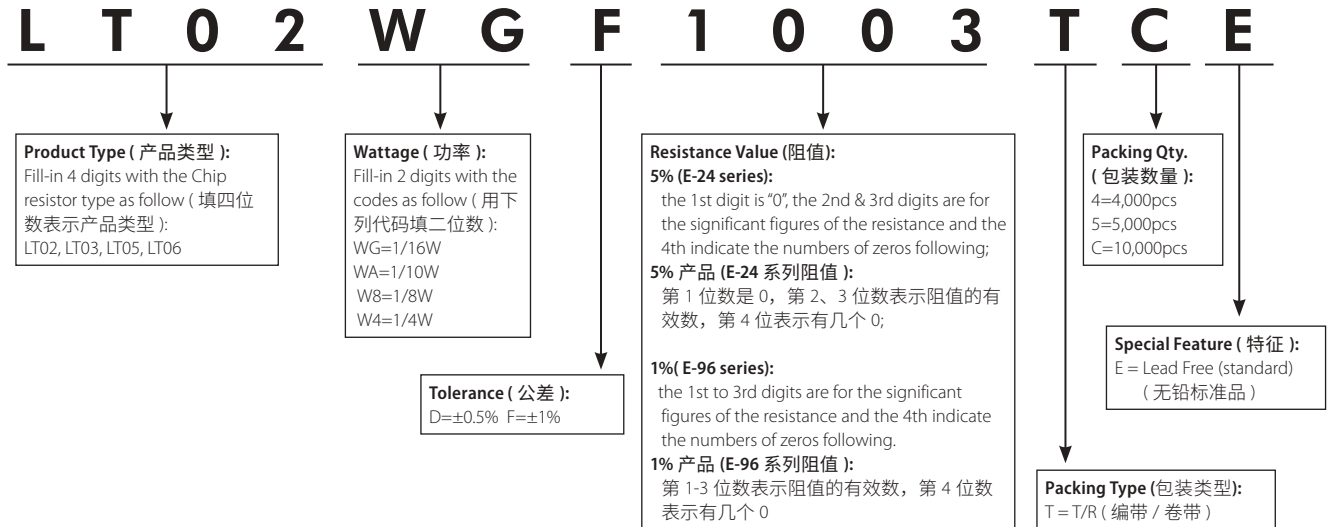 L T 0 2 W G F 1 0 0 3 T C E
Product Type ( 产品类型 ):
Fill-in 4 digits with the Chip
resistor type as follow ( 填四位
数表示产品类型 ):
LT02, LT03, LT05, LT06
Wattage ( 功率 ):
Fill-in 2 digits with the
codes as follow ( 用下
列代码填二位数 ):
WG=1/16W
WA=1/10W
W8=1/8W
W4=1/4W
Tolerance ( 公差 ):
D=±0.5% F=±1%
Resistance Value (阻值):
5% (E-24 series):
the 1st digit is “0”, the 2nd & 3rd digits are for
the significant figures of the resistance and the
4th indicate the numbers of zeros following;
5% 产品 (E-24 系列阻值 ):
第 1 位数是 0，第 2、3 位数表示阻值的有
效数，第 4 位表示有几个 0;
1%( E-96 series):
the 1st to 3rd digits are for the significant
figures of the resistance and the 4th indicate
the numbers of zeros following.
1% 产品 (E-96 系列阻值 ):
第 1-3 位数表示阻值的有效数，第 4 位数
表示有几个 0
Packing Qty.
( 包装数量 ):
4=4,000pcs
5=5,000pcs
C=10,000pcs
Special Feature ( 特征 ):
E = Lead Free (standard)
( 无铅标准品 )
Packing Type (包装类型):
T = T/R ( 编带 / 卷带 )